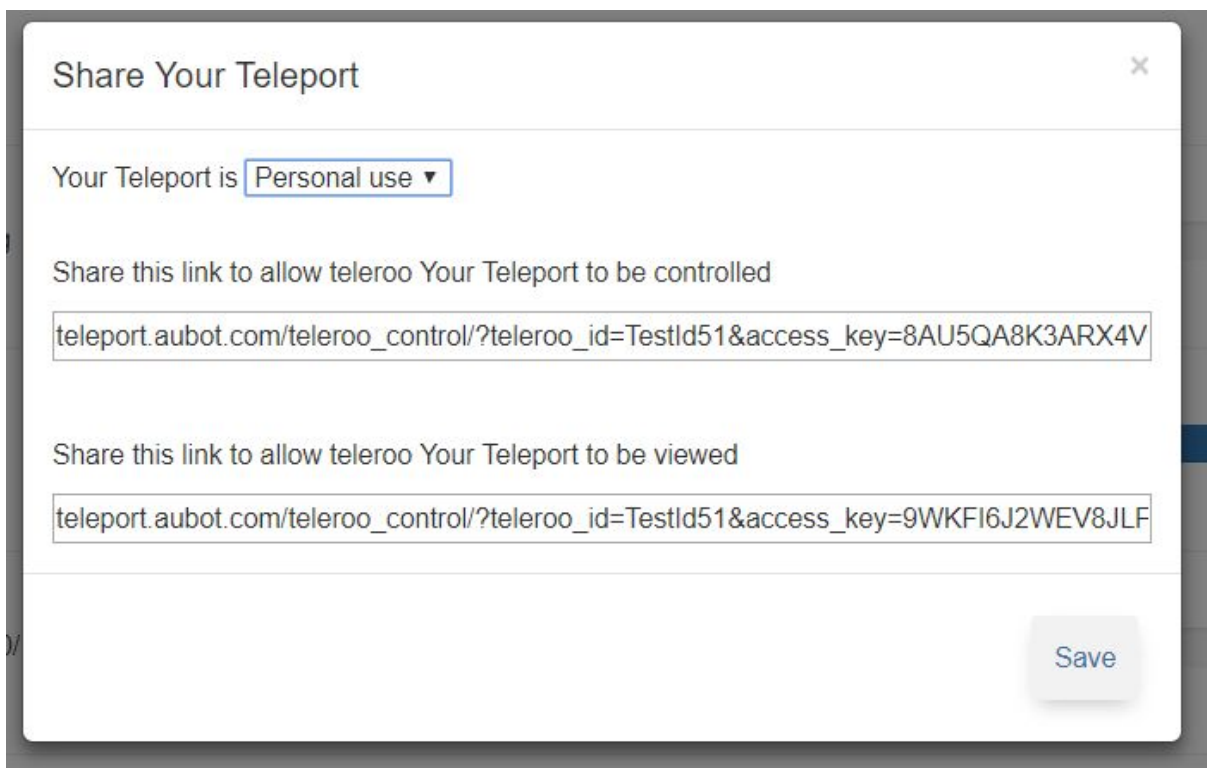 Share Your Teleport ×
Your Teleport is Personal use ▼
Share this link to allow teleroo Your Teleport to be controlled
teleport.aubot.com/teleroo_control/?teleroo_id=TestId51&access_key=8AU5QA8K3ARX4V
Share this link to allow teleroo Your Teleport to be viewed
teleport.aubot.com/teleroo_control/?teleroo_id=TestId51&access_key=9WKFI6J2WEV8JLF
Save